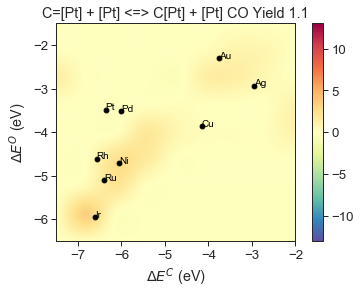 C=[Pt] + [Pt] <=> C[Pt] + [Pt] CO Yield 1.1
ΔE^O (eV)
−2
−3
−4
−5
−6
Au
Ag
Pt
Pd
Cu
Rh
Ni
Ru
Ir
−7
−6
−5
−4
−3
−2
ΔE^C (eV)
10
5
0
−5
−10